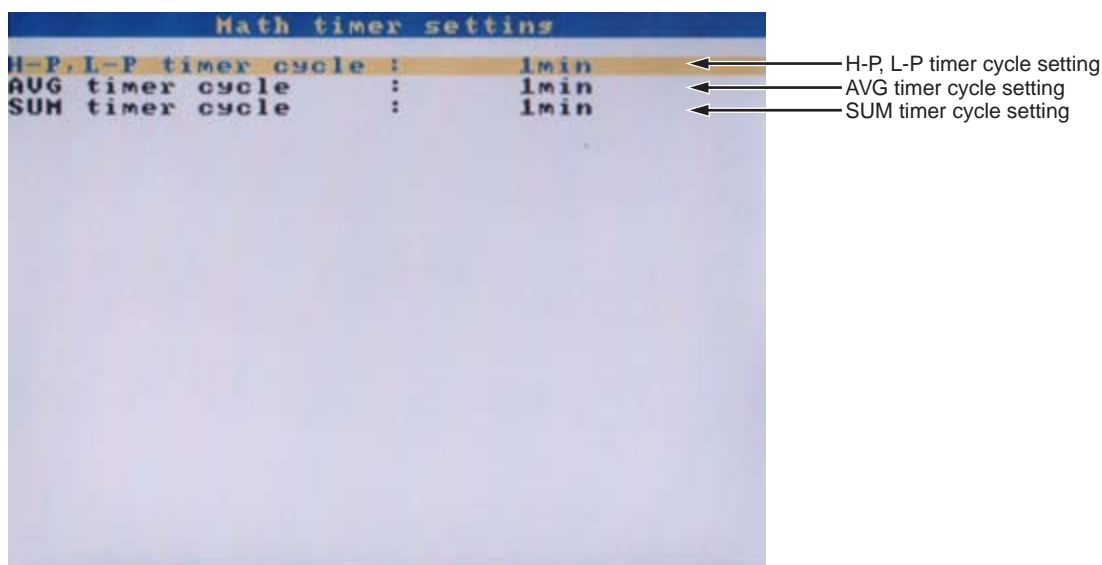 Math timer setting
H-P,L-P timer cycle : 1min
AVG timer cycle : 1min
SUM timer cycle : 1min
H-P, L-P timer cycle setting
AVG timer cycle setting
SUM timer cycle setting